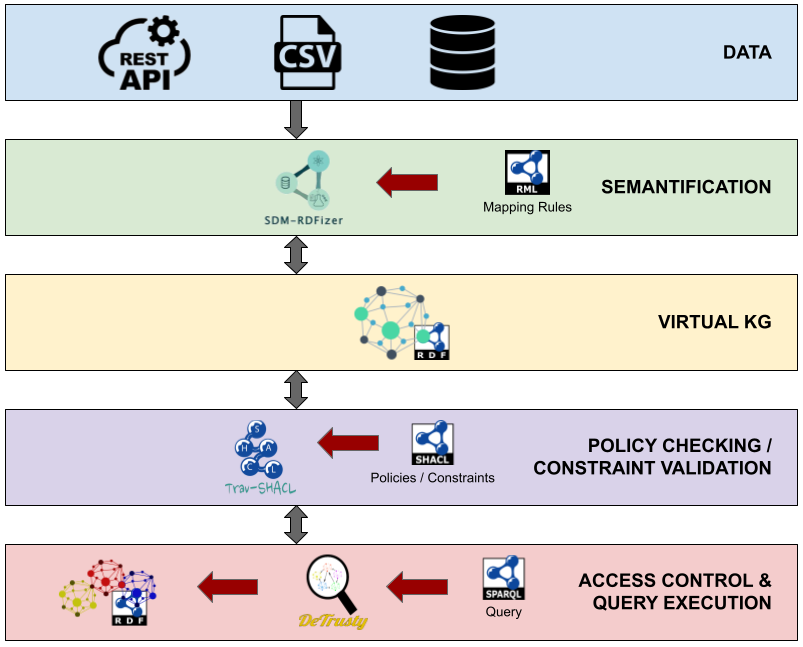 REST
API
CSV
DATA
SDM-RDFizer
RML
Mapping Rules
SEMANTIFICATION
RDF
VIRTUAL KG
S
H A
C L
Trav-SHACL
SHACL
Policies / Constraints
POLICY CHECKING /
CONSTRAINT VALIDATION
RDF
DeTrusty
SPARQL
Query
ACCESS CONTROL &
QUERY EXECUTION